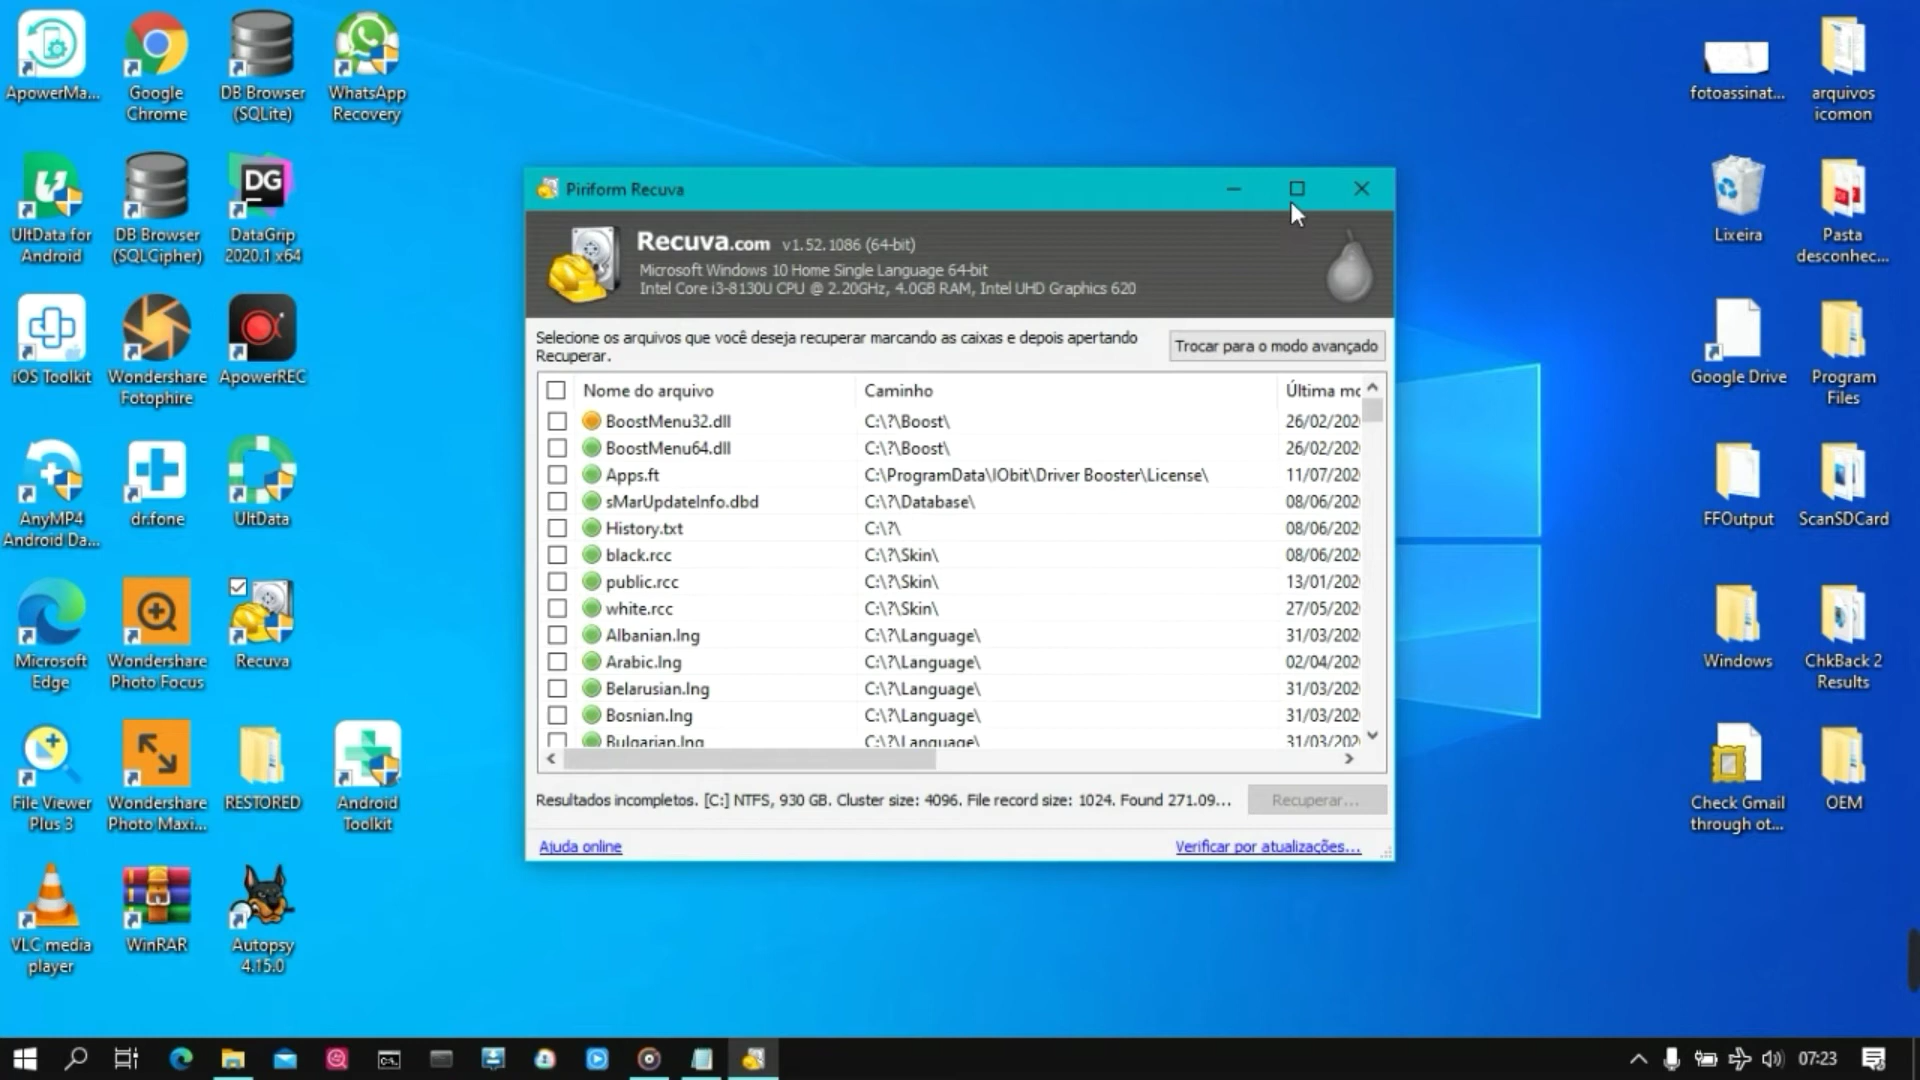 ApowerMa...
Google
Chrome
DB Browser
(SQLite)
WhatsApp
Recovery
UltData for
Android
DB Browser
(SQLCipher)
DG
DataGrip
2020.1 x64
iOS Toolkit
Wondershare
Fotophire
ApowerREC
AnyMP4
Android Da...
dr.fone
UltData
Microsoft
Edge
Wondershare
Photo Focus
Recuva
File Viewer
Plus 3
Wondershare
Photo Maxi...
RESTORED
Android
Toolkit
VLC media
player
WinRAR
Autopsy
4.15.0
Piriform Recuva
Recuva.com v1.52.1086 (64-bit)
Microsoft Windows 10 Home Single Language 64-bit
Intel Core i3-8130U CPU @ 2.20GHz, 4.0GB RAM, Intel UHD Graphics 620
Selecione os arquivos que você deseja recuperar marcando as caixas e depois apertando
Recuperar.
Trocar para o modo avançado
Nome do arquivo Caminho Última mo
BoostMenu32.dll C:\?\Boost\ 26/02/202
BoostMenu64.dll C:\?\Boost\ 26/02/202
Apps.ft C:\ProgramData\IObit\Driver Booster\License\ 11/07/202
sMarUpdateInfo.dbd C:\?\Database\ 08/06/202
History.txt C:\?\ 08/06/202
black.rcc C:\?\Skin\ 08/06/202
public.rcc C:\?\Skin\ 13/01/202
white.rcc C:\?\Skin\ 27/05/202
Albanian.lng C:\?\Language\ 31/03/202
Arabic.lng C:\?\Language\ 02/04/202
Belarusian.lng C:\?\Language\ 31/03/202
Bosnian.lng C:\?\Language\ 31/03/202
Bulgarian.lng C:\?\Language\ 31/03/202
Resultados incompletos. [C:] NTFS, 930 GB. Cluster size: 4096. File record size: 1024. Found 271.09...
Recuperar...
Ajuda online
Verificar por atualizações...
fotoassinat...
arquivos
icomon
Lixeira
Pasta
desconhec...
Google Drive
Program
Files
FFOutput
ScanSDCard
Windows
ChkBack 2
Results
Check Gmail
through ot...
OEM
07:23